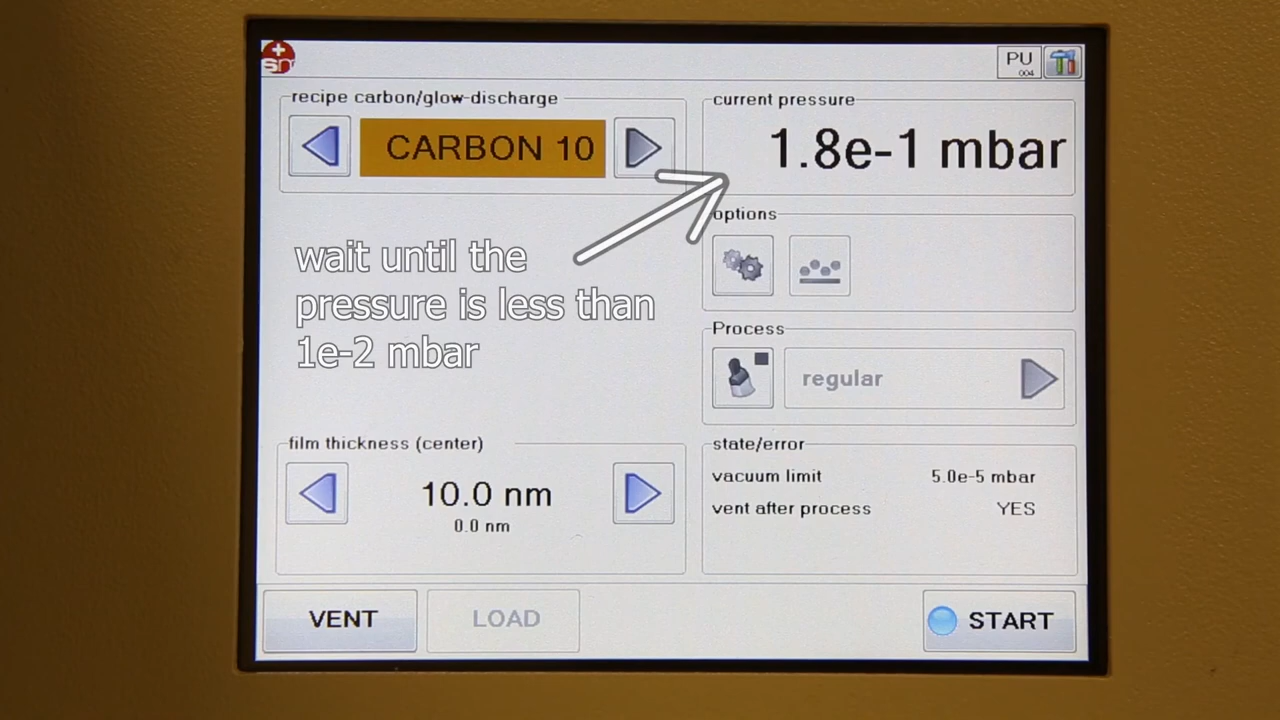 sm
PU
004
recipe carbon/glow-discharge
CARBON 10
current pressure
1.8e-1 mbar
options
wait until the
pressure is less than
1e-2 mbar
Process
regular
film thickness (center)
10.0 nm
0.0 nm
state/error
vacuum limit 5.0e-5 mbar
vent after process YES
VENT
LOAD
START